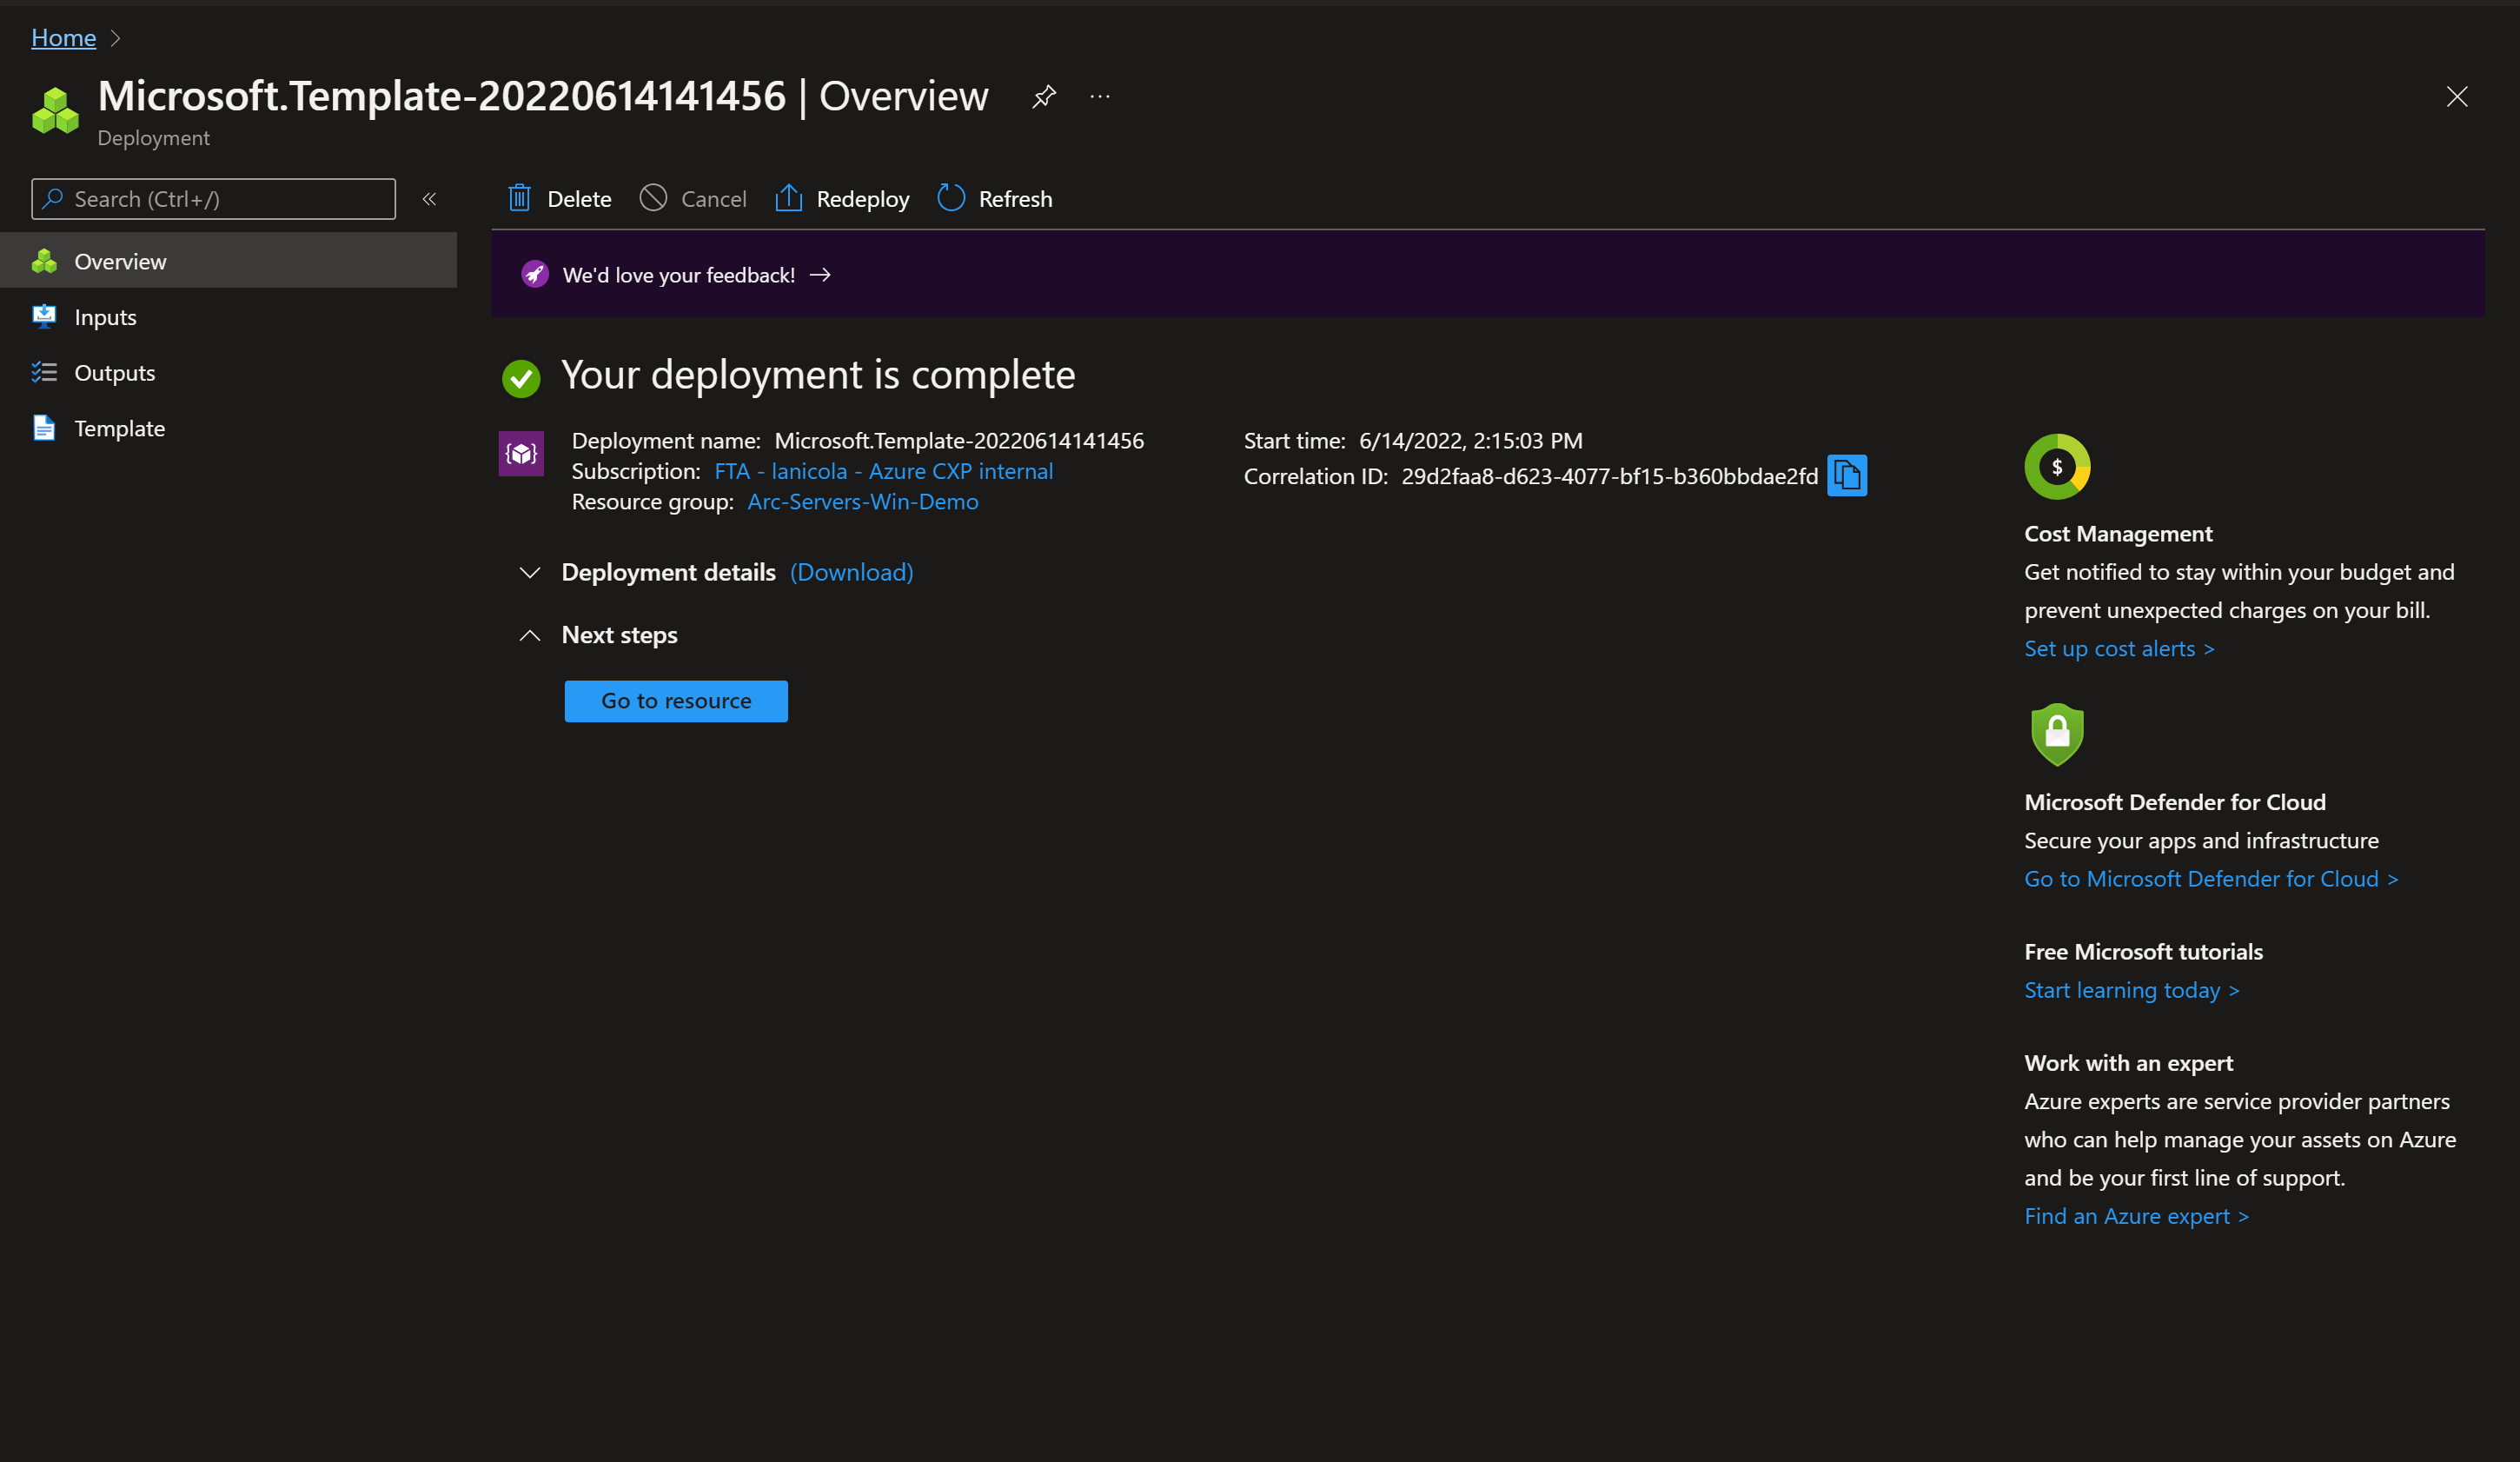 Home
Microsoft.Template-20220614141456 | Overview
Deployment
Search (Ctrl+/)
Overview
Inputs
Outputs
Template
Delete Cancel Redeploy Refresh
We'd love your feedback!
Your deployment is complete
Deployment name: Microsoft.Template-20220614141456
Subscription: FTA - lanicola - Azure CXP internal
Resource group: Arc-Servers-Win-Demo
Start time: 6/14/2022, 2:15:03 PM
Correlation ID: 29d2faa8-d623-4077-bf15-b360bbdae2fd
Deployment details (Download)
Next steps
Go to resource
$
Cost Management
Get notified to stay within your budget and
prevent unexpected charges on your bill.
Set up cost alerts >
Microsoft Defender for Cloud
Secure your apps and infrastructure
Go to Microsoft Defender for Cloud >
Free Microsoft tutorials
Start learning today >
Work with an expert
Azure experts are service provider partners
who can help manage your assets on Azure
and be your first line of support.
Find an Azure expert >